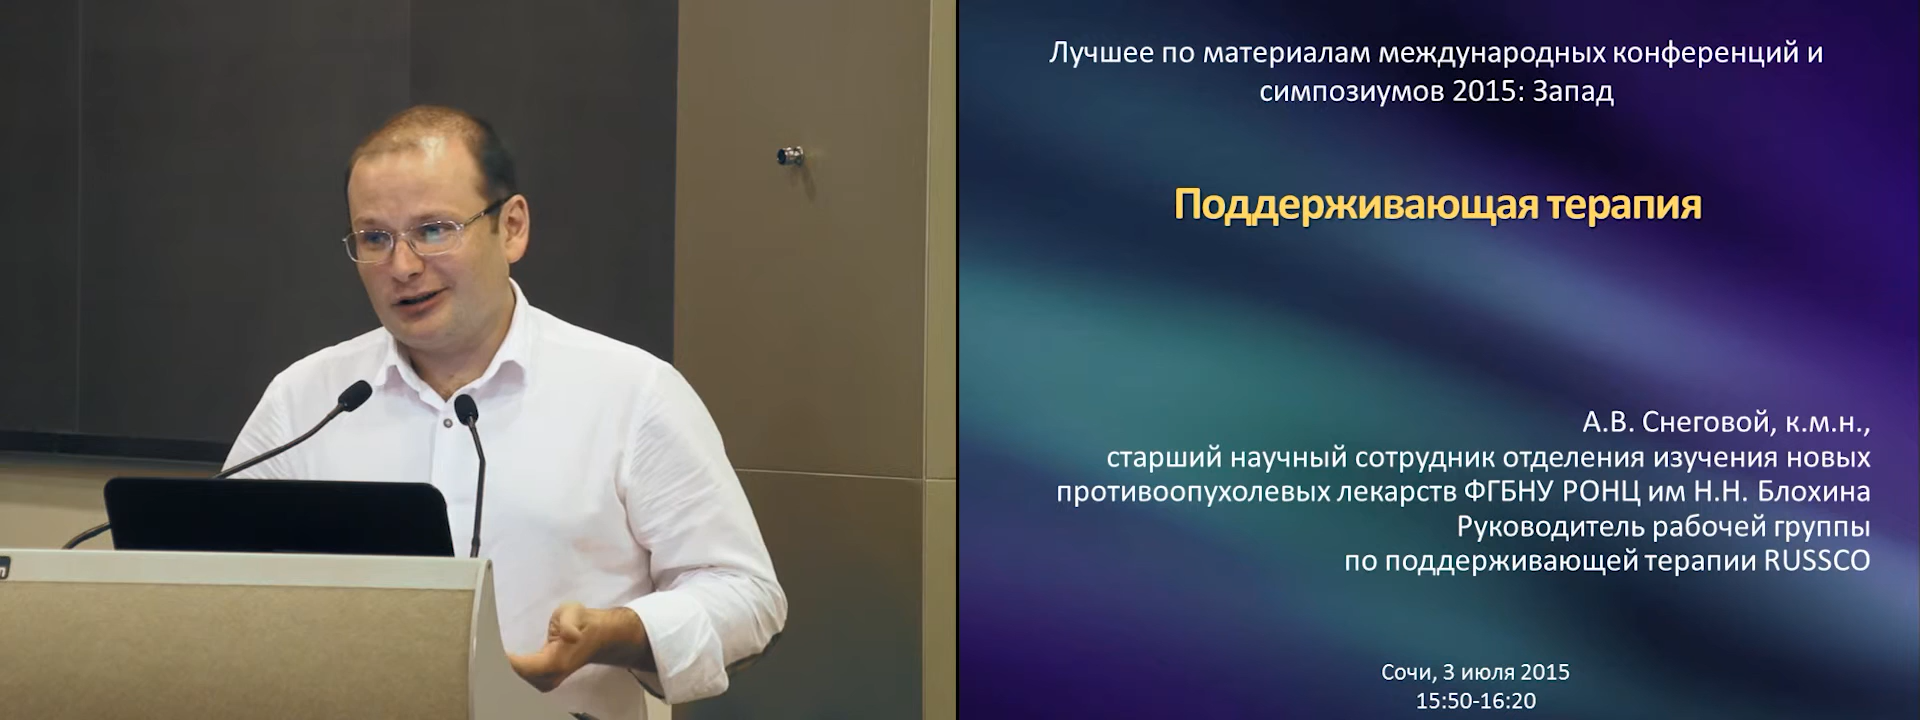 Лучшее по материалам международных конференций и
симпозиумов 2015: Запад
Поддерживающая терапия
А.В. Снеговой, к.м.н.,
старший научный сотрудник отделения изучения новых
противоопухолевых лекарств ФГБНУ РОНЦ им Н.Н. Блохина
Руководитель рабочей группы
по поддерживающей терапии RUSSCO
Сочи, 3 июля 2015
15:50-16:20